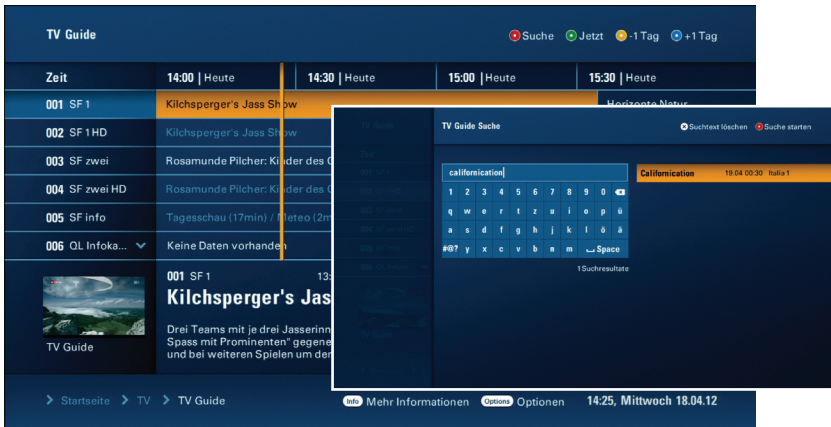 TV Guide
Suche Jetzt -1 Tag +1 Tag
Zeit 14:00 | Heute 14:30 | Heute 15:00 | Heute 15:30 | Heute
001 SF 1 Kilchsperger's Jass Show Horizonte Natur
002 SF 1 HD Kilchsperger's Jass Show
003 SF zwei Rosamunde Pilcher: Kinder des
004 SF zwei HD Rosamunde Pilcher: Kinder des
005 SF info Tagesschau (17min) / Meteo (2m
006 QL Infoka... Keine Daten vorhanden
001 SF 1 13:
Kilchsperger's Jas
Drei Teams mit je drei Jasserinn
Spass mit Prominenten" gegene
und bei weiteren Spielen um der
TV Guide
Startseite TV TV Guide
Info Mehr Informationen Options Optionen 14:25, Mittwoch 18.04.12
TV Guide Suche
Suchtext löschen Suche starten
californication
1 2 3 4 5 6 7 8 9 0
q w e r t z u i o p ü
a s d f g h j k l ö ä
#@? y x c v b n m Space
1 Suchresultate
Californication 19.04 00:30 Italia 1